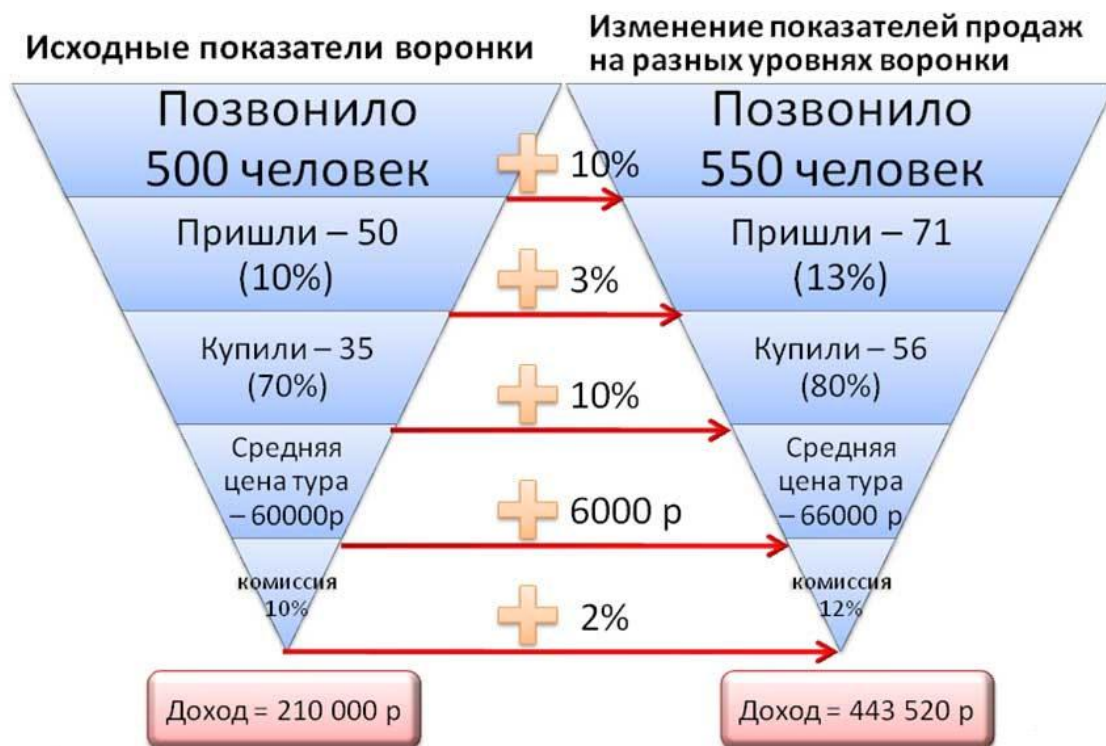 Исходные показатели воронки
Позвонило
500 человек
Пришли – 50
(10%)
Купили – 35
(70%)
Средняя
цена тура
– 60000р
комиссия
10%
Доход = 210 000 р
10%
3%
10%
6000 р
2%
Изменение показателей продаж
на разных уровнях воронки
Позвонило
550 человек
Пришли – 71
(13%)
Купили – 56
(80%)
Средняя
цена тура
– 66000 р
комиссия
12%
Доход = 443 520 р